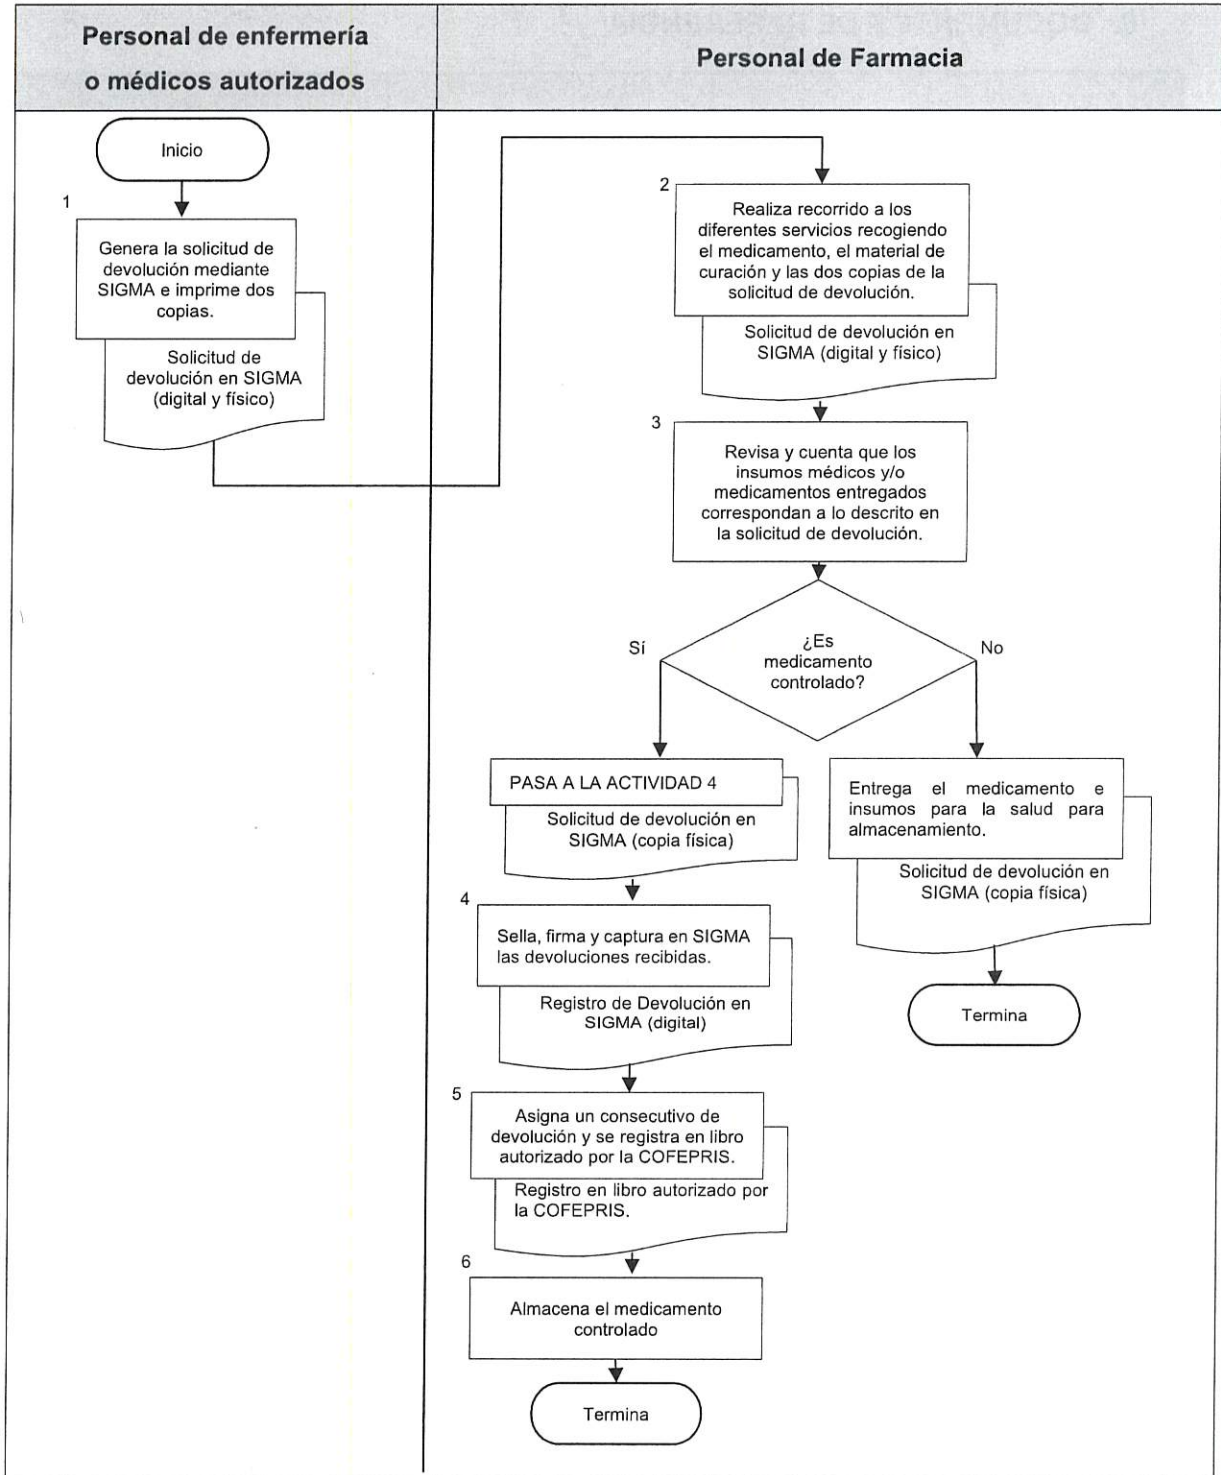 Personal de enfermería
o médicos autorizados
Personal de Farmacia
Inicio
1
Genera la solicitud de
devolución mediante
SIGMA e imprime dos
copias.
Solicitud de
devolución en SIGMA
(digital y físico)
2
Realiza recorrido a los
diferentes servicios recogiendo
el medicamento, el material de
curación y las dos copias de la
solicitud de devolución.
Solicitud de devolución en
SIGMA (digital y físico)
3
Revisa y cuenta que los
insumos médicos y/o
medicamentos entregados
correspondan a lo descrito en
la solicitud de devolución.
¿Es
medicamento
controlado?
Sí
No
PASA A LA ACTIVIDAD 4
Solicitud de devolución en
SIGMA (copia física)
Entrega el medicamento e
insumos para la salud para
almacenamiento.
Solicitud de devolución en
SIGMA (copia física)
Termina
4
Sella, firma y captura en SIGMA
las devoluciones recibidas.
Registro de Devolución en
SIGMA (digital)
5
Asigna un consecutivo de
devolución y se registra en libro
autorizado por la COFEPRIS.
Registro en libro autorizado por
la COFEPRIS.
6
Almacena el medicamento
controlado
Termina